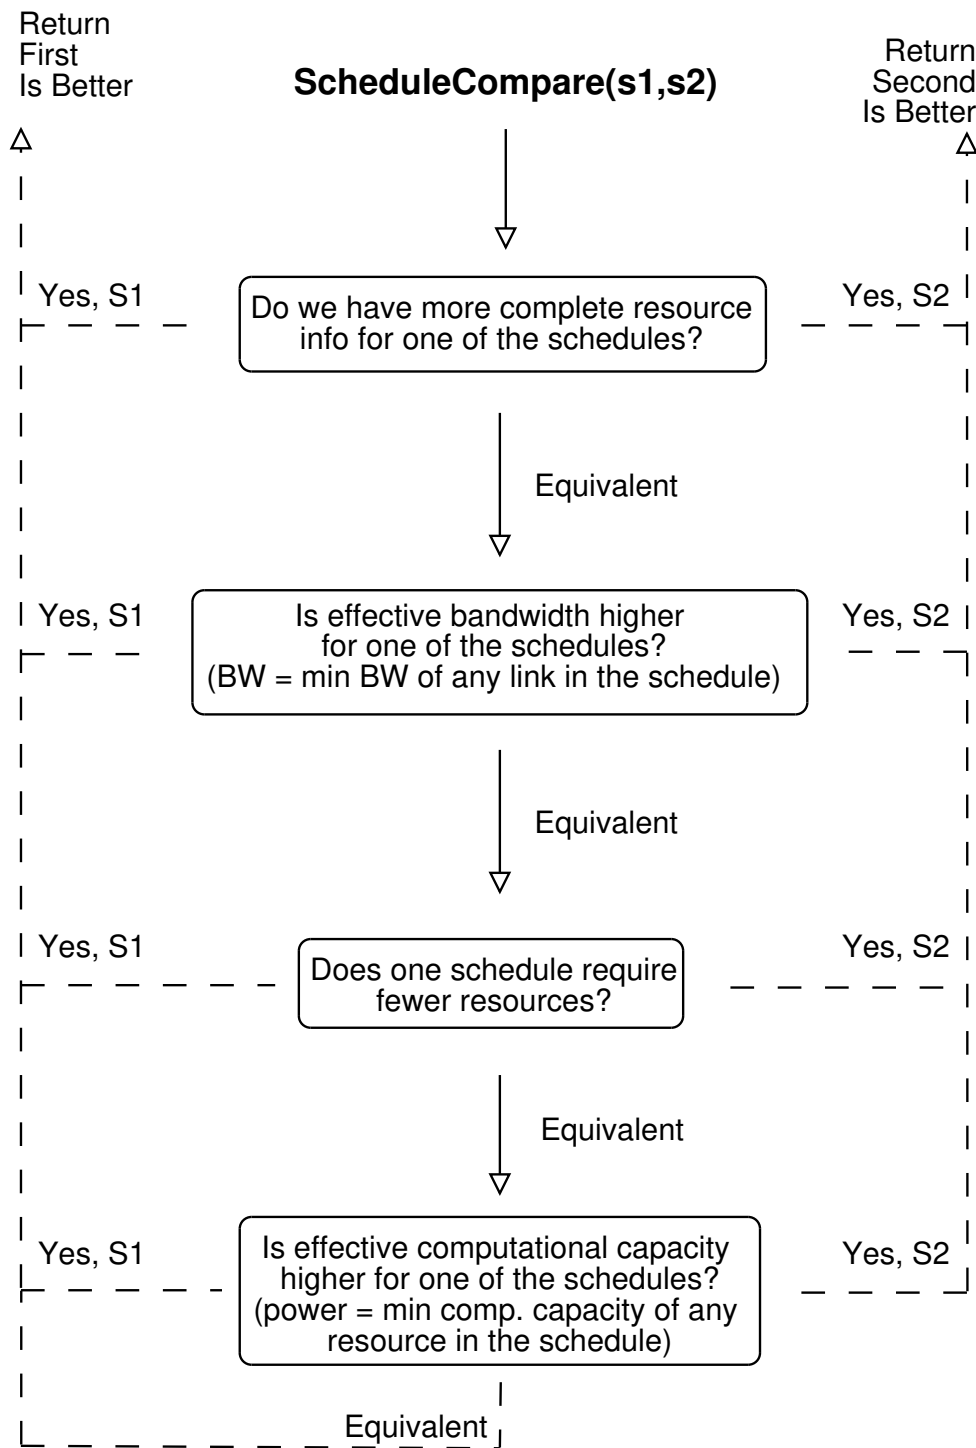 Return
First
Is Better
ScheduleCompare(s1,s2)
Return
Second
Is Better
Yes, S1
Do we have more complete resource
info for one of the schedules?
Yes, S2
Equivalent
Yes, S1
Is effective bandwidth higher
for one of the schedules?
(BW = min BW of any link in the schedule)
Yes, S2
Equivalent
Yes, S1
Does one schedule require
fewer resources?
Yes, S2
Equivalent
Yes, S1
Is effective computational capacity
higher for one of the schedules?
(power = min comp. capacity of any
resource in the schedule)
Yes, S2
Equivalent